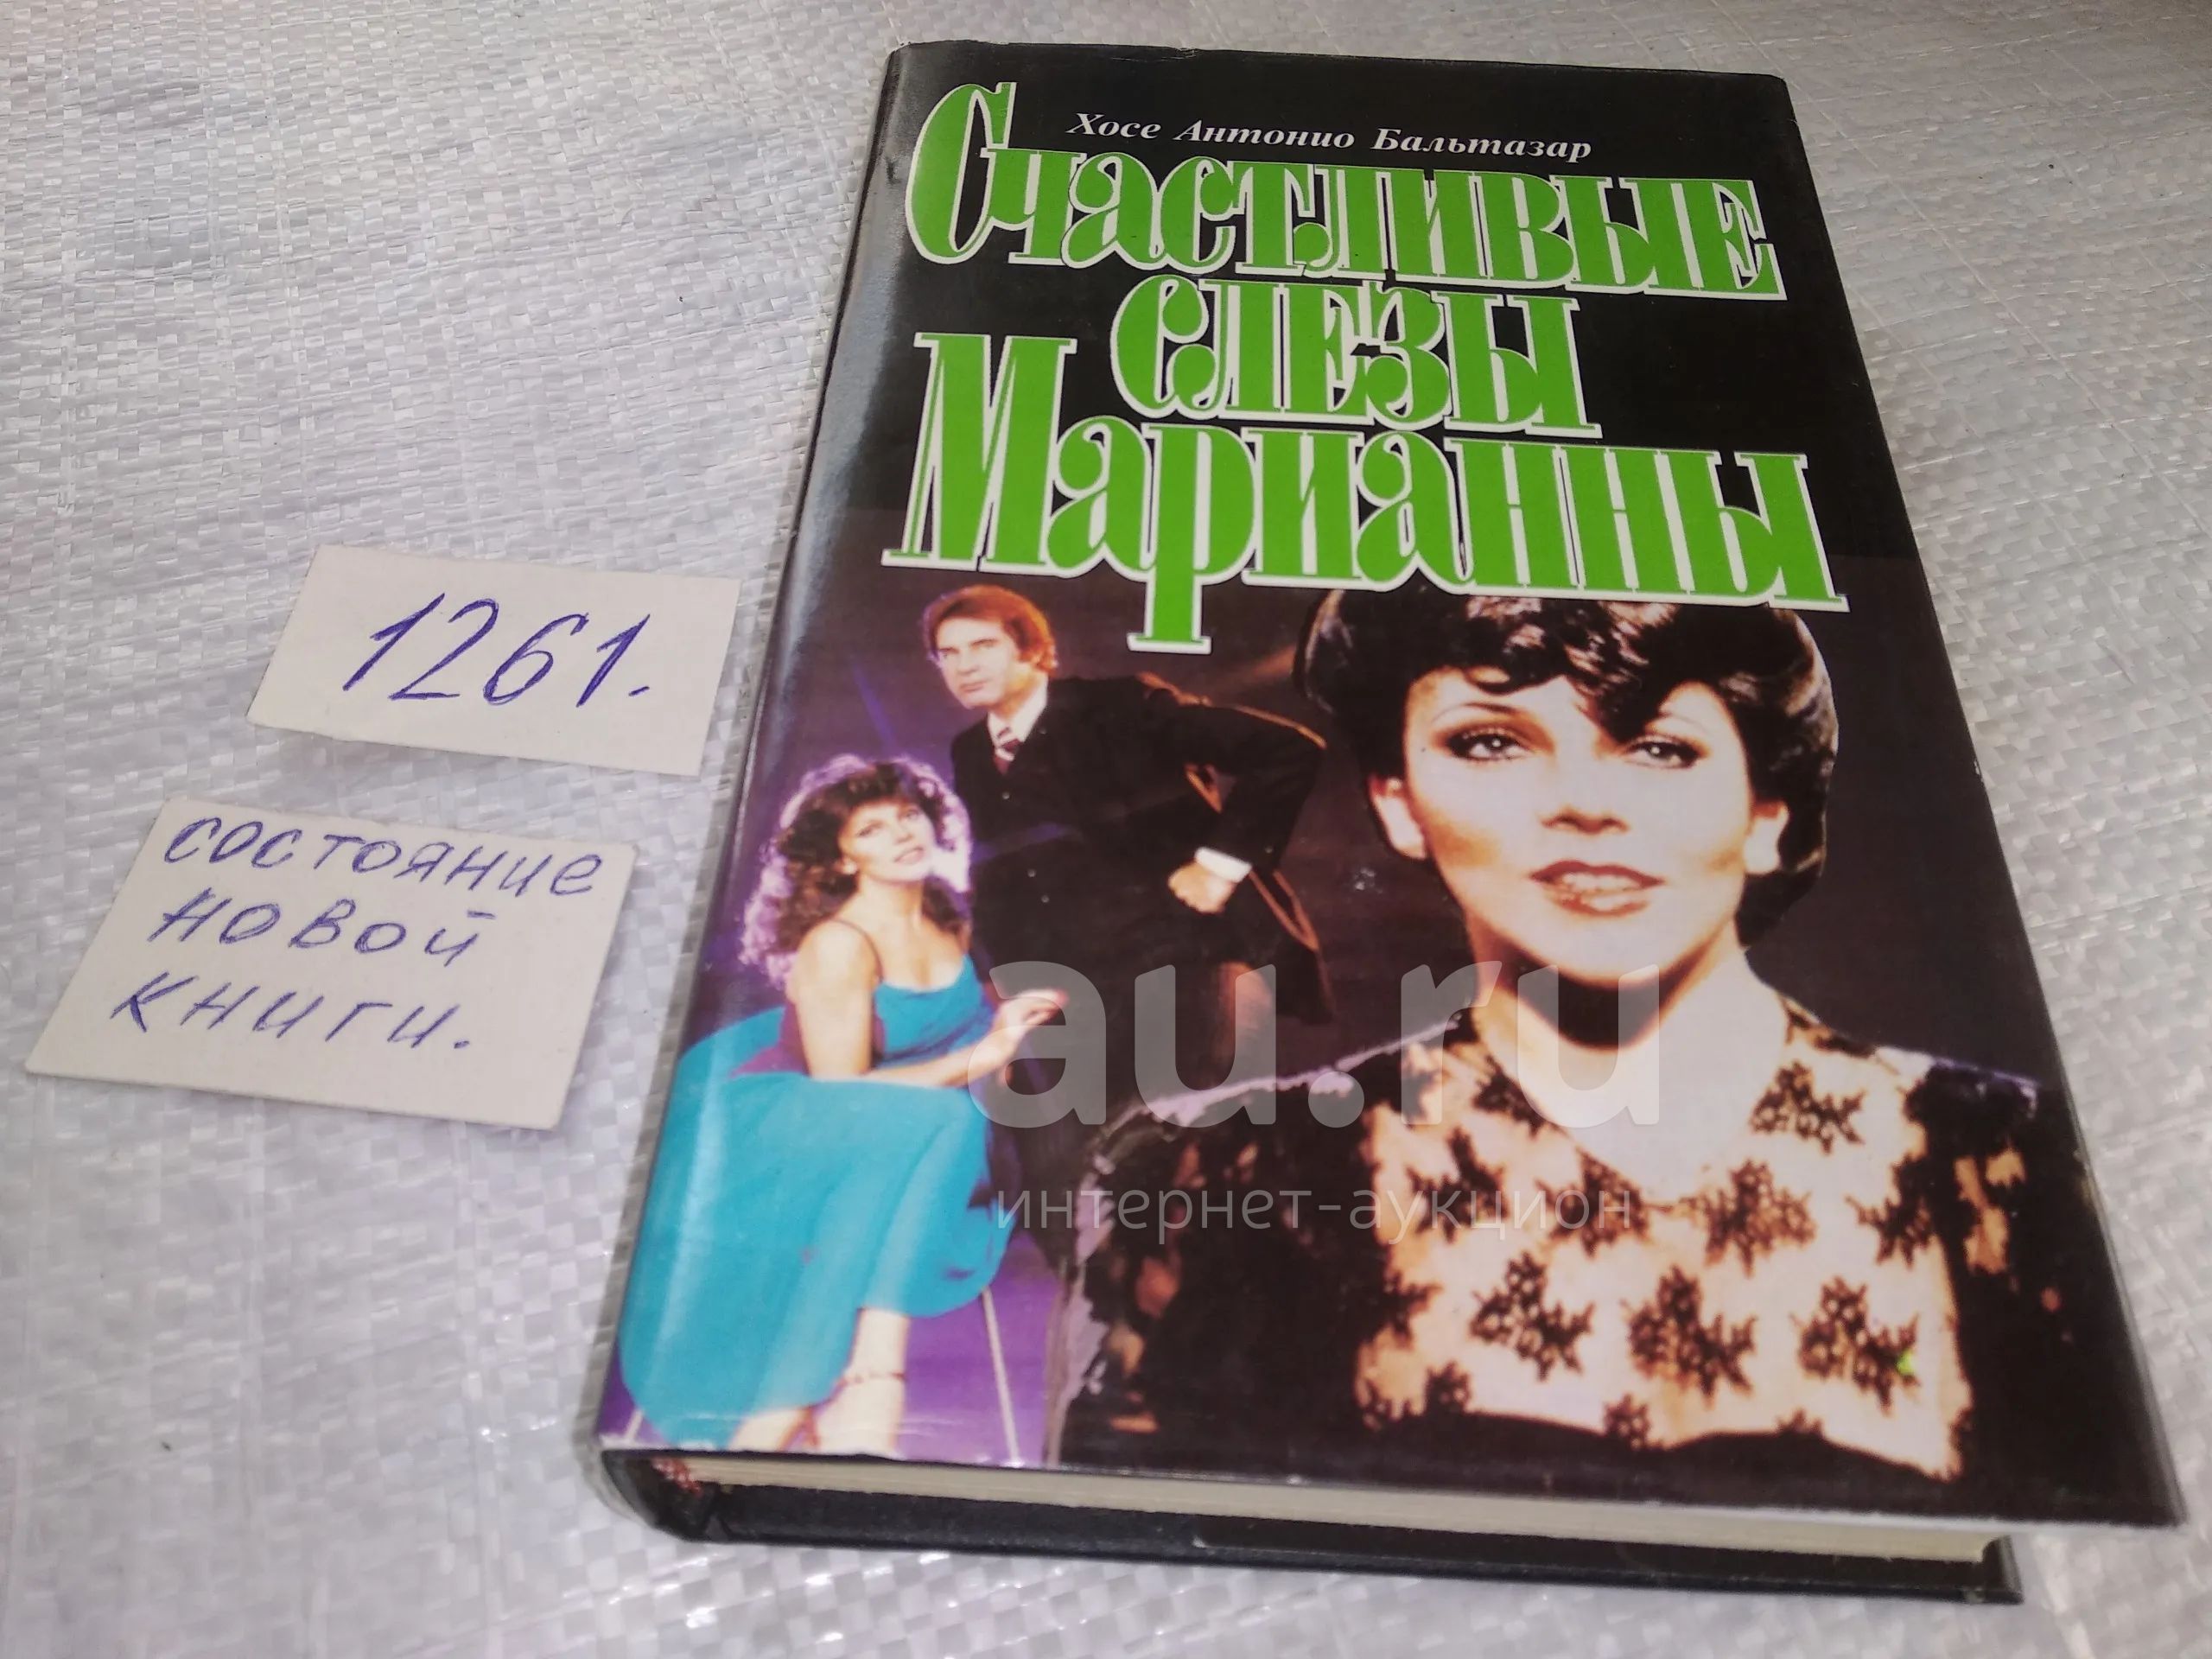 Хосе Антонио Бальтазар
Счастливые
слезы
Марианны
1261.
состояние
новой
книги.
au.ru
интернет-аукцион